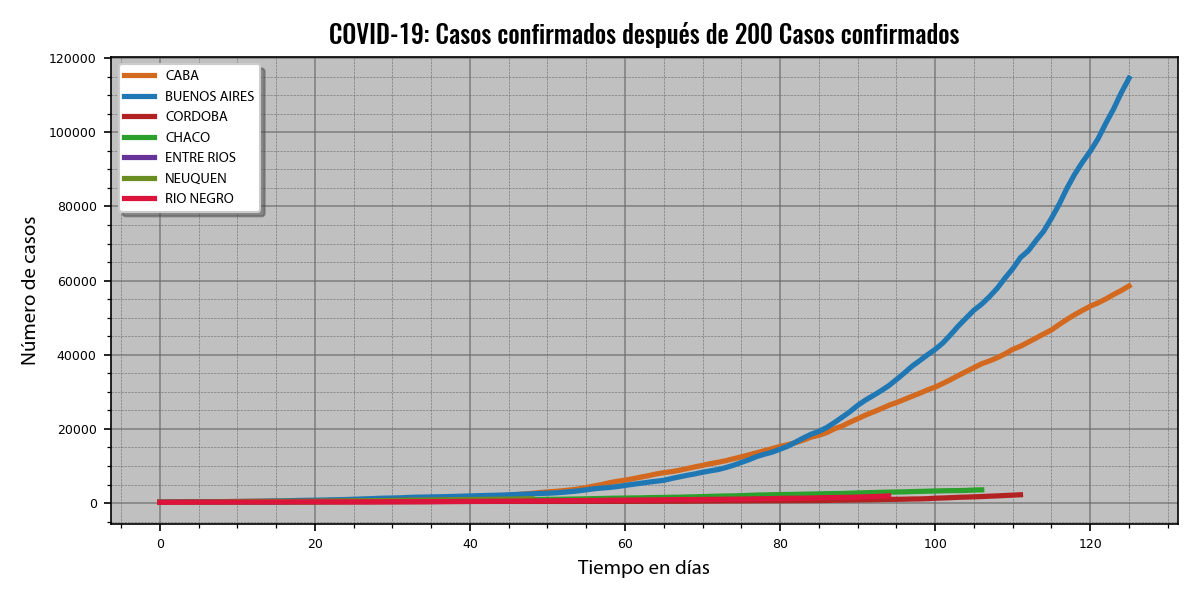 COVID-19: Casos confirmados después de 200 Casos confirmados
120000
100000
80000
60000
40000
20000
0
Número de casos
CABA
BUENOS AIRES
CORDOBA
CHACO
ENTRE RIOS
NEUQUEN
RIO NEGRO
0 20 40 60 80 100 120
Tiempo en días